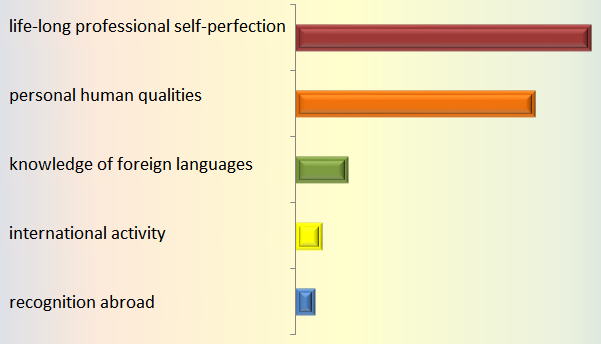 life-long professional self-perfection
personal human qualities
knowledge of foreign languages
international activity
recognition abroad